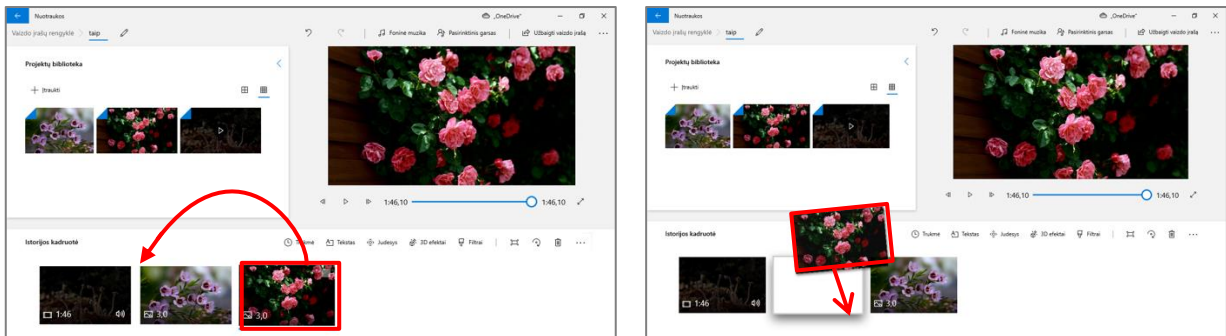 Nuotraukos
„OneDrive“
Vaizdo įrašų rengyklė > taip
Foninė muzika
Pasirinktinis garsas
Užbaigti vaizdo įrašą
Projektų biblioteka
Įtraukti
1:46,10
1:46,10
Istorijos kadruotė
Trukmė
Tekstas
Judesys
3D efektai
Filtrai
1:46
3,0
3,0
Nuotraukos
„OneDrive“
Vaizdo įrašų rengyklė > taip
Foninė muzika
Pasirinktinis garsas
Užbaigti vaizdo įrašą
Projektų biblioteka
Įtraukti
1:46,10
1:46,10
Istorijos kadruotė
Trukmė
Tekstas
Judesys
3D efektai
Filtrai
1:46
3,0